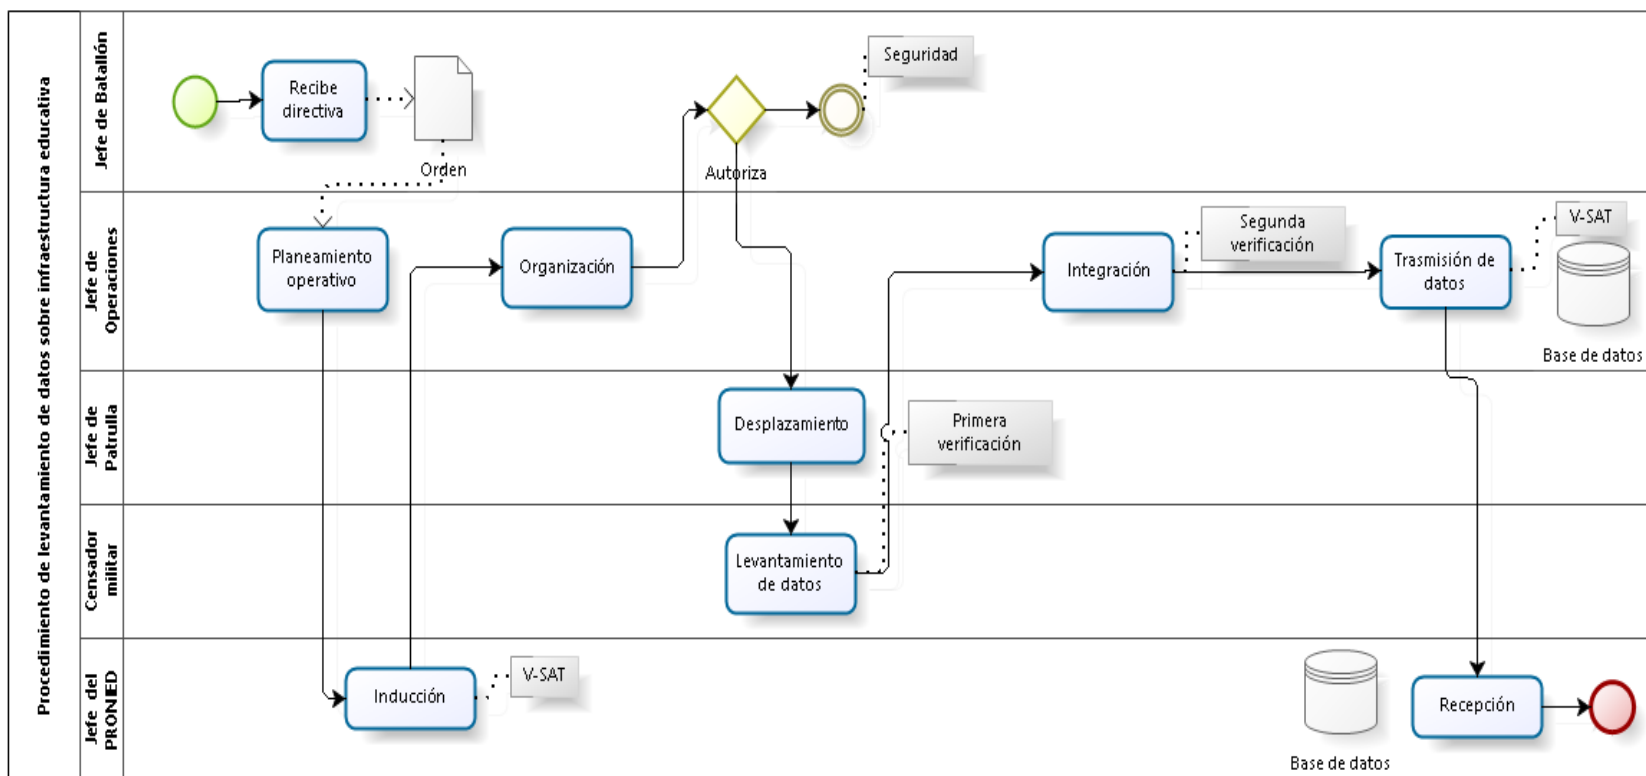 Procedimiento de levantamiento de datos sobre infraestructura educativa
Jefe de Batallón
Recibe
directiva
Orden
Autoriza
Seguridad
Jefe de
Operaciones
Planeamiento
operativo
Organización
Integración
Segunda
verificación
Trasmisión de
datos
V-SAT
Base de datos
Jefe de
Patrulla
Desplazamiento
Primera
verificación
Censador
militar
Levantamiento
de datos
Jefe del
PRONIED
Inducción
V-SAT
Base de datos
Recepción